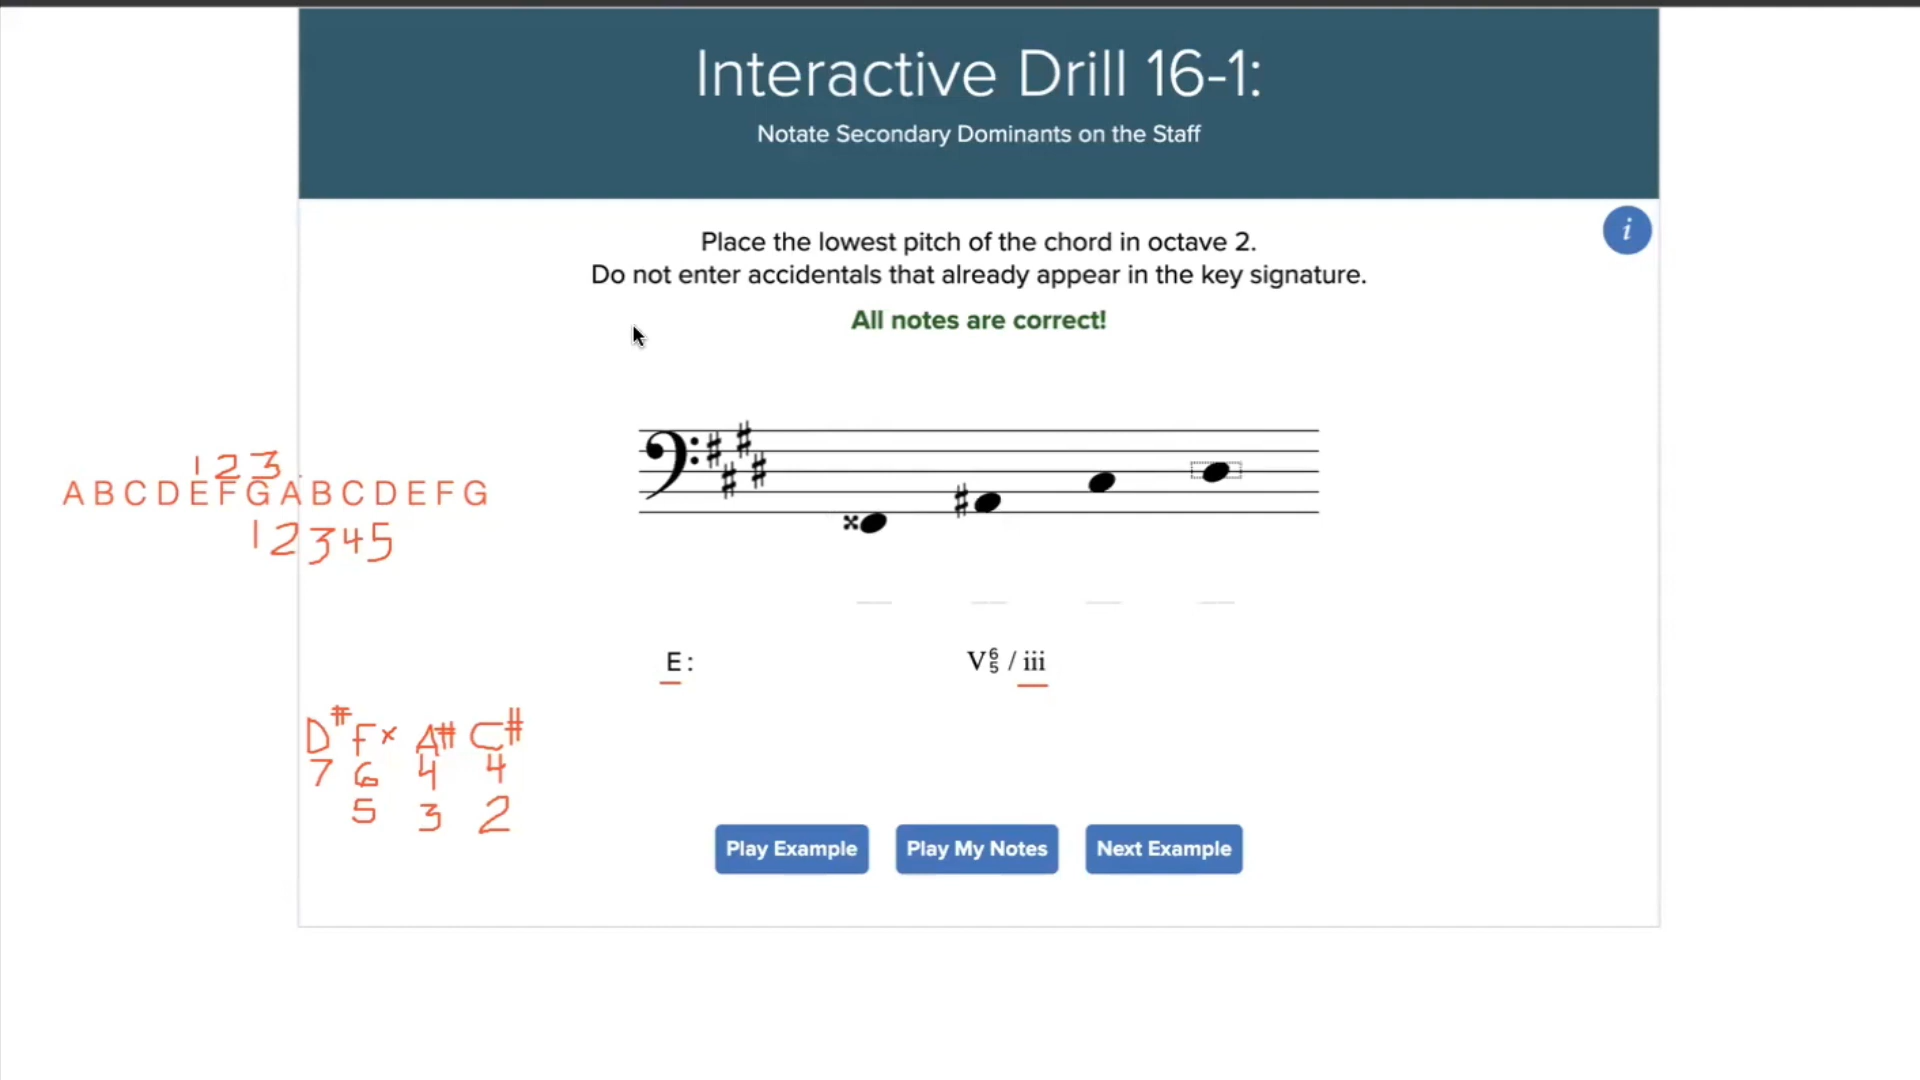 Interactive Drill 16-1:
Notate Secondary Dominants on the Staff
i
Place the lowest pitch of the chord in octave 2.
Do not enter accidentals that already appear in the key signature.
All notes are correct!
1 2 3
A B C D E F G A B C D E F G
1 2 3 4 5
E: V6/5 / iii
D# Fx A# C#
7 6 4 4
5 3 2
Play Example Play My Notes Next Example